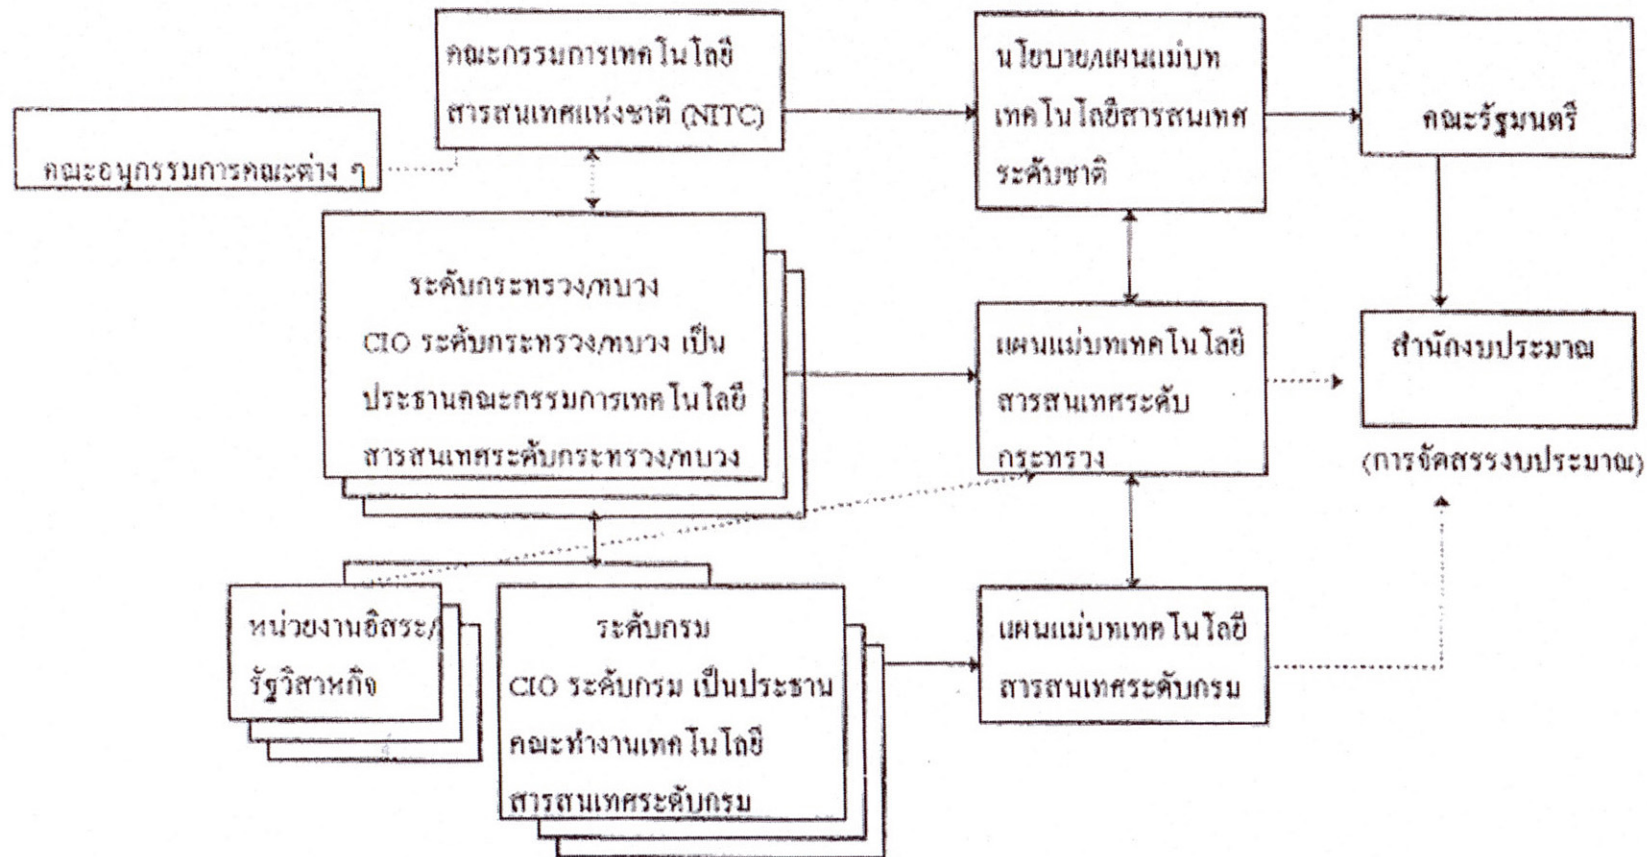 คณะกรรมการเทคโนโลยี
สารสนเทศแห่งชาติ (NITC)
นโยบาย/แผนแม่บท
เทคโนโลยีสารสนเทศ
ระดับชาติ
คณะรัฐมนตรี
คณะอนุกรรมการคณะต่าง ๆ
ระดับกระทรวง/ทบวง
CIO ระดับกระทรวง/ทบวง เป็น
ประธานคณะกรรมการเทคโนโลยี
สารสนเทศระดับกระทรวง/ทบวง
แผนแม่บทเทคโนโลยี
สารสนเทศระดับ
กระทรวง
สำนักงบประมาณ
(การจัดสรรงบประมาณ)
หน่วยงานอิสระ/
รัฐวิสาหกิจ
ระดับกรม
CIO ระดับกรม เป็นประธาน
คณะทำงานเทคโนโลยี
สารสนเทศระดับกรม
แผนแม่บทเทคโนโลยี
สารสนเทศระดับกรม